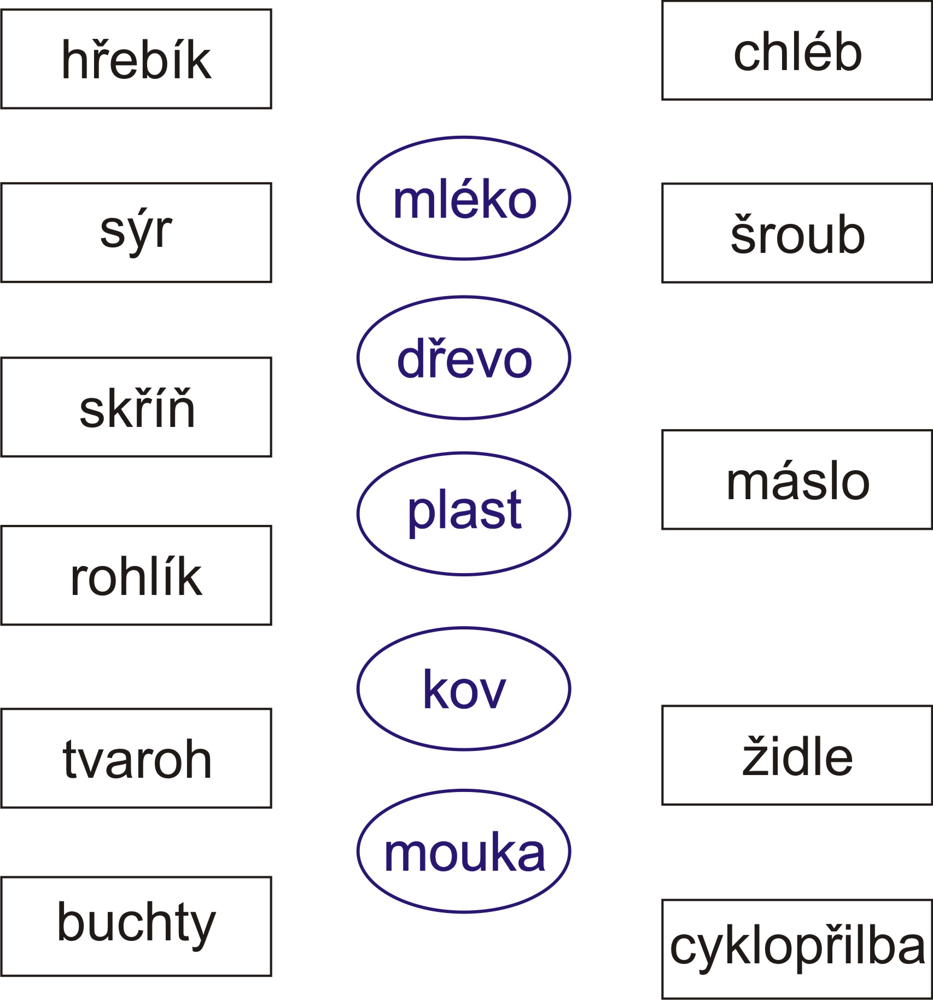 hřebík
sýr
skříň
rohlík
tvaroh
buchty
mléko
dřevo
plast
kov
mouka
chléb
šroub
máslo
židle
cyklopřilba